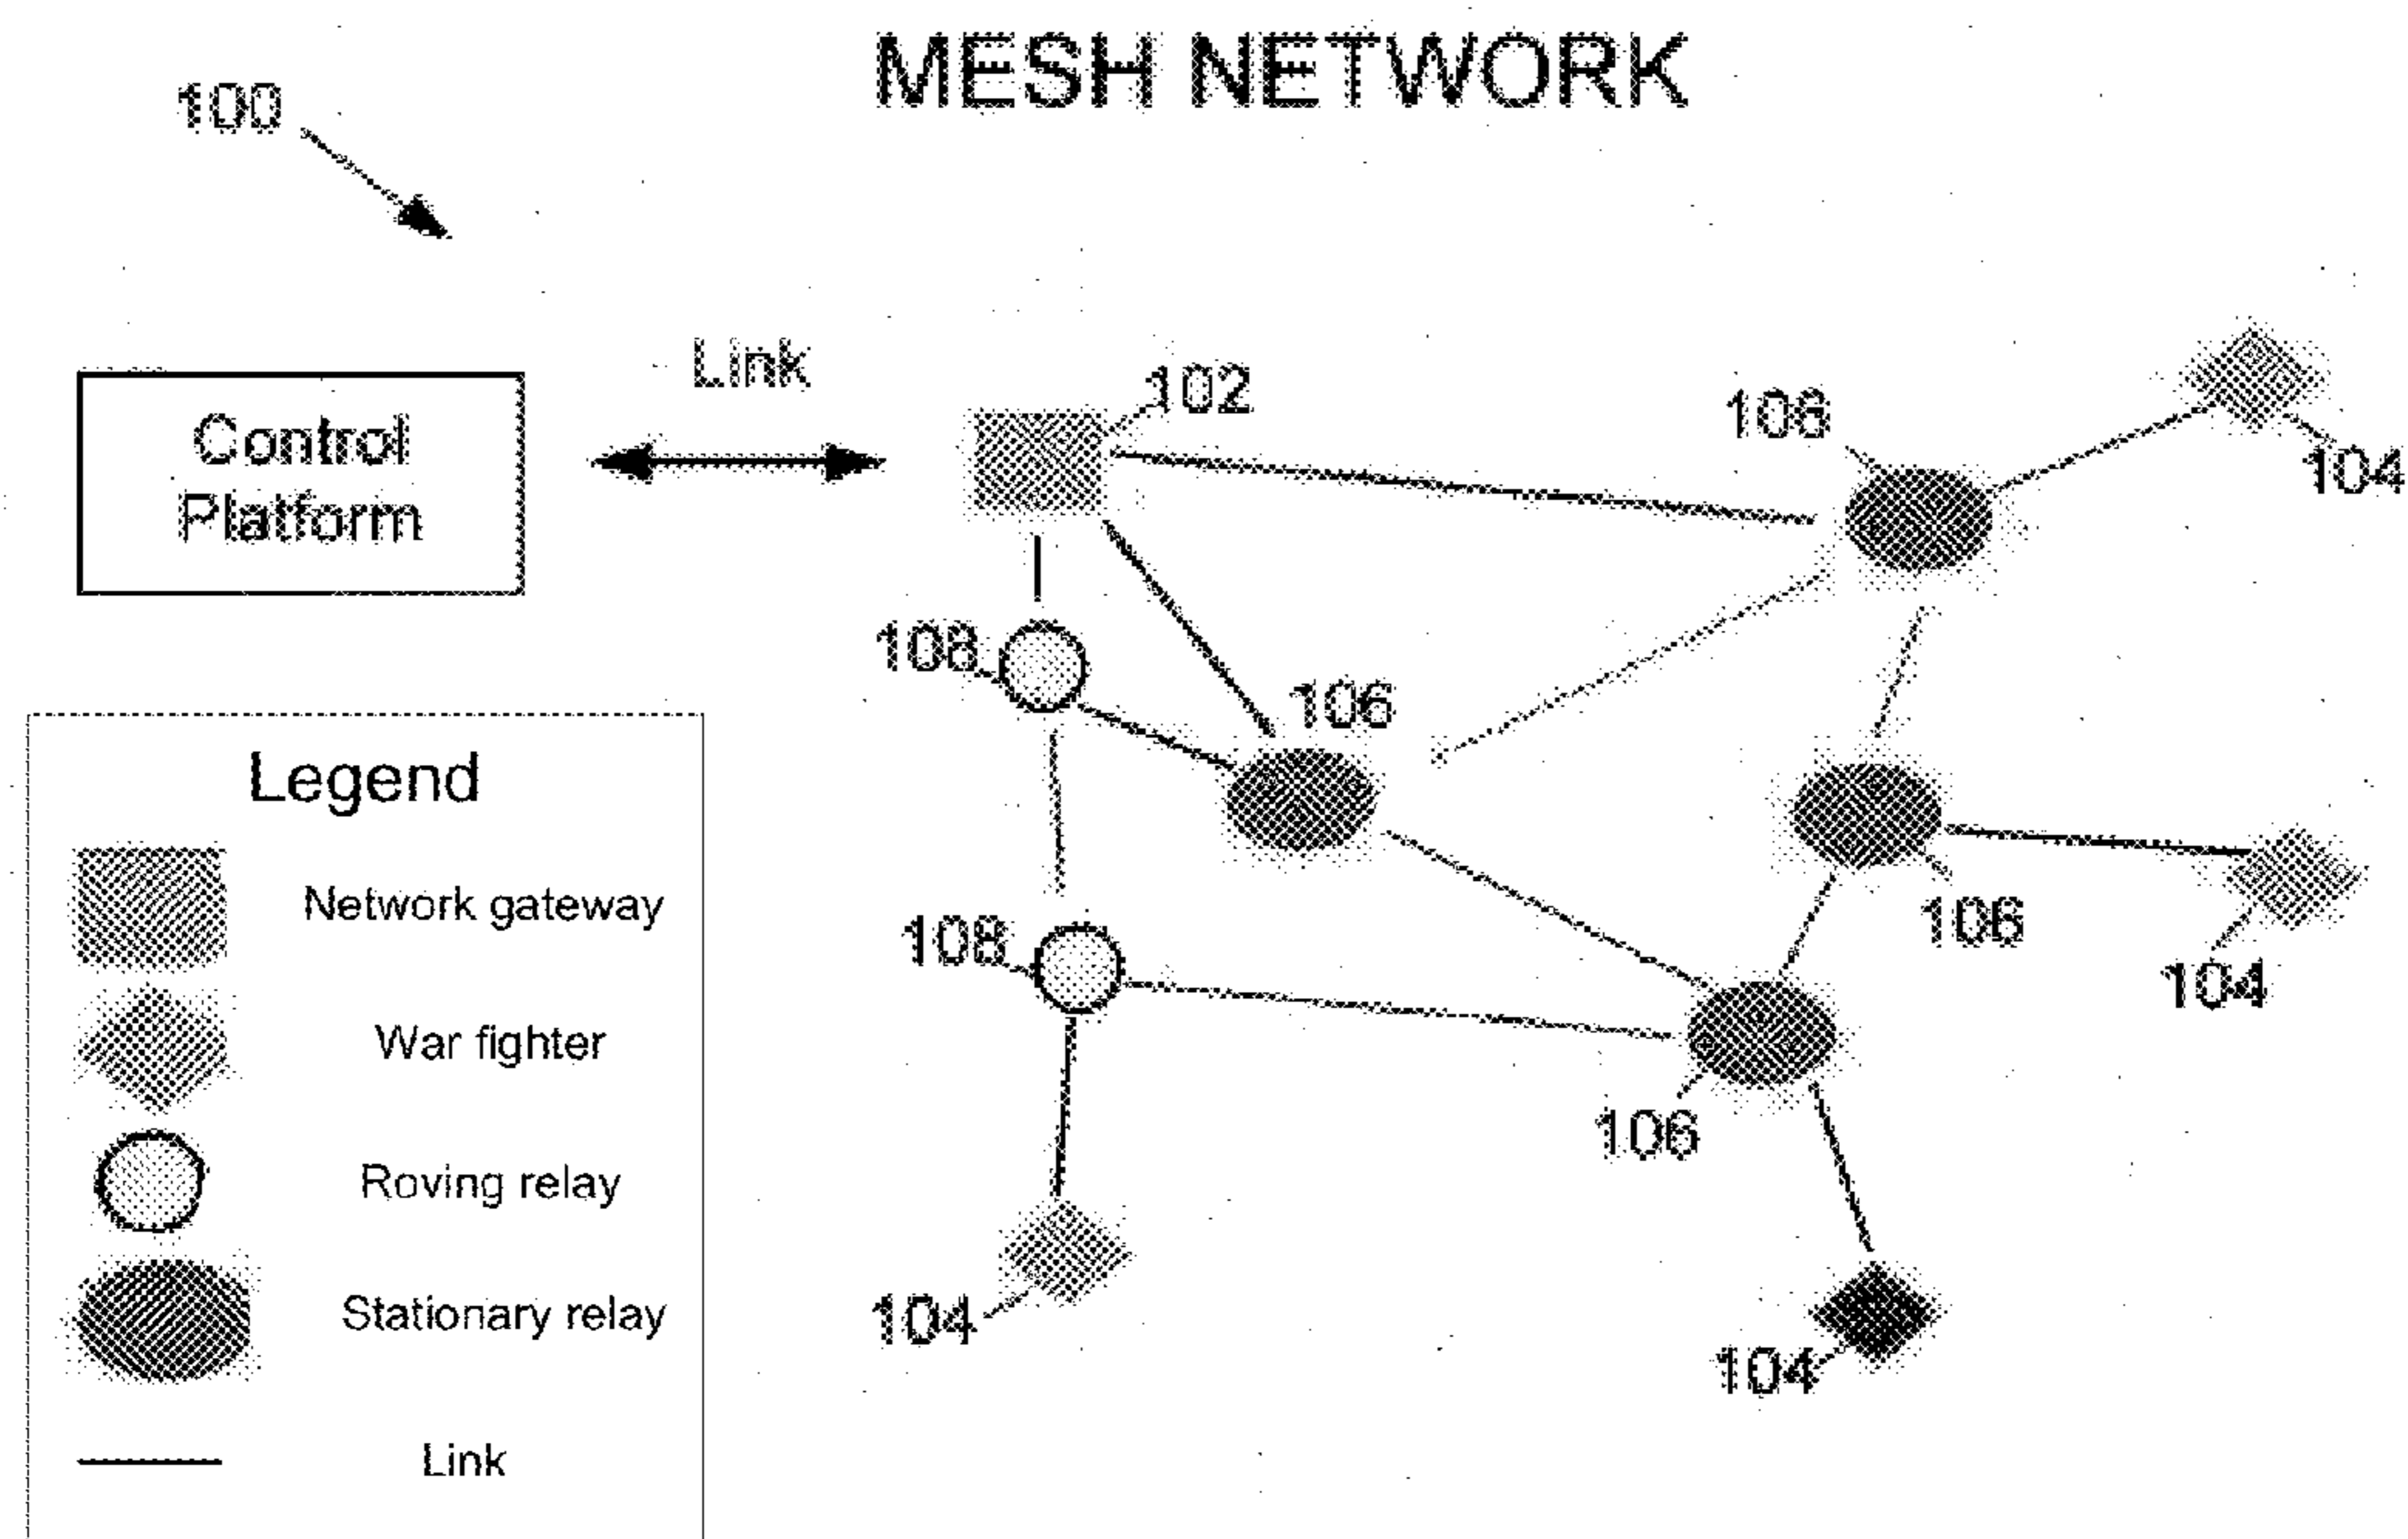 MESH NETWORK
100
Link
102
106
104
Control
Platform
108
106
Legend
Network gateway
War fighter
Roving relay
Stationary relay
Link
108
106
104
106
104
104